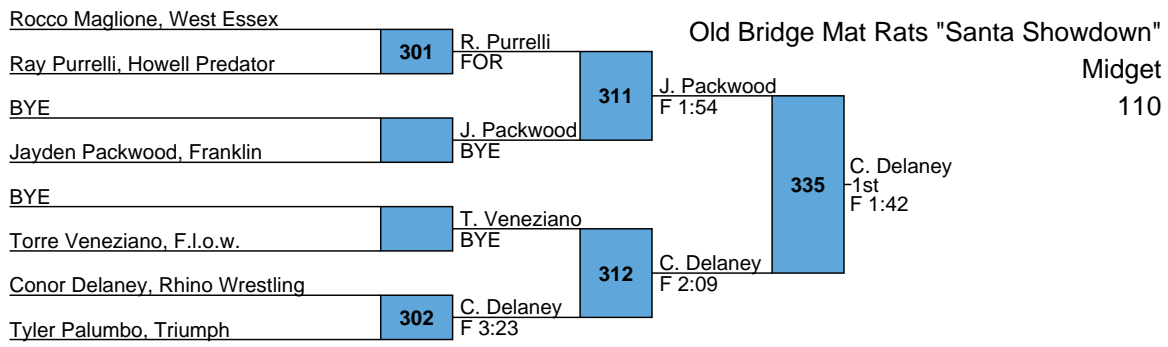 Old Bridge Mat Rats "Santa Showdown"
Midget
110
Rocco Maglione, West Essex
Ray Purrelli, Howell Predator
BYE
Jayden Packwood, Franklin
BYE
Torre Veneziano, F.l.o.w.
Conor Delaney, Rhino Wrestling
Tyler Palumbo, Triumph
301
302
R. Purrelli
FOR
J. Packwood
BYE
T. Veneziano
BYE
C. Delaney
F 3:23
311
312
J. Packwood
F 1:54
C. Delaney
F 2:09
335
C. Delaney
1st
F 1:42